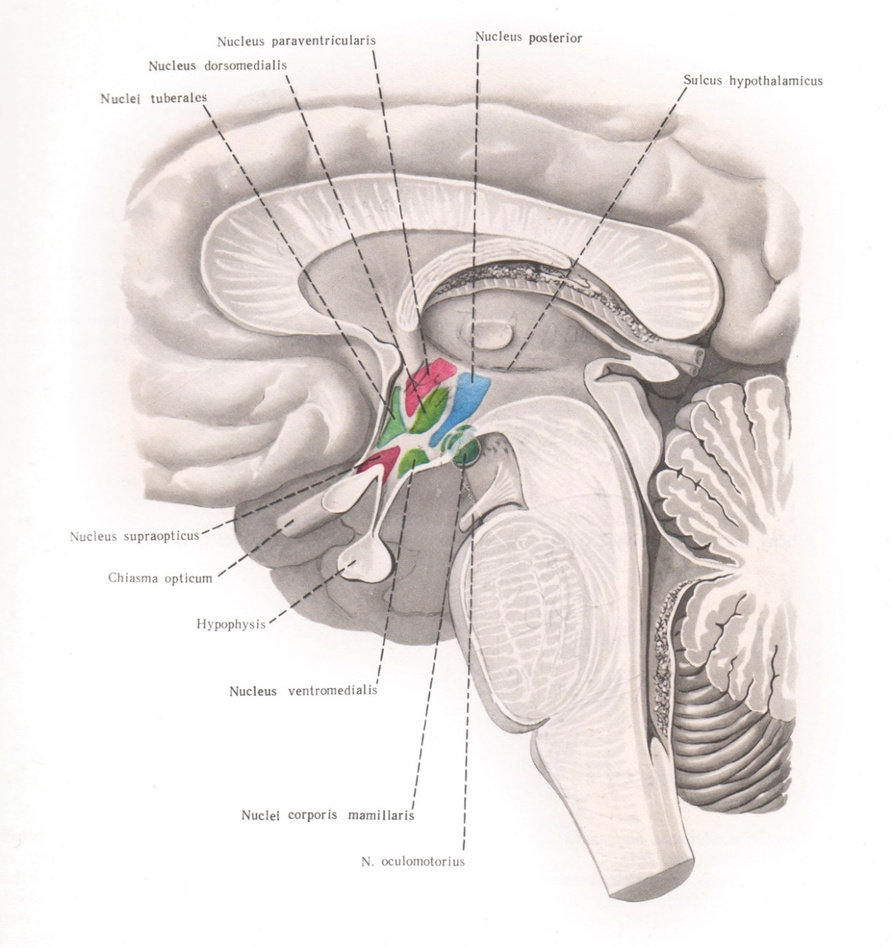 Nucleus paraventricularis
Nucleus posterior
Nucleus dorsomedialis
Sulcus hypothalamicus
Nuclei tuberales
Nucleus supraopticus
Chiasma opticum
Hypophysis
Nucleus ventromedialis
Nuclei corporis mamillaris
N. oculomotorius